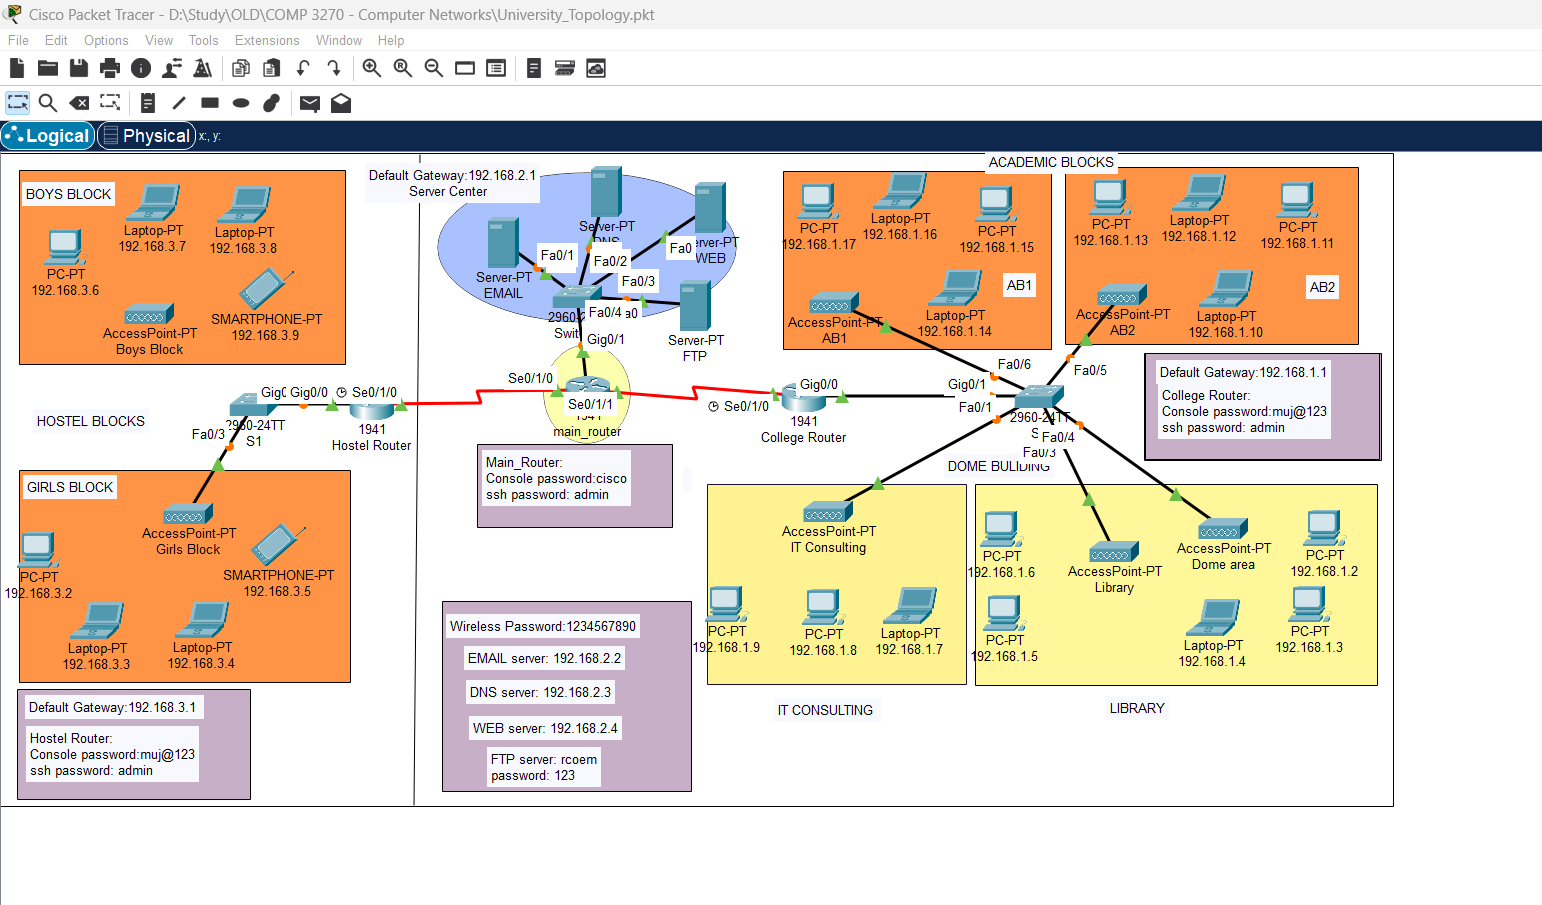 Cisco Packet Tracer - D:\Study\OLD\COMP 3270 - Computer Networks\University_Topology.pkt
File Edit Options View Tools Extensions Window Help
Logical Physical x:, y:
BOYS BLOCK
Laptop-PT
192.168.3.7
Laptop-PT
192.168.3.8
PC-PT
192.168.3.6
SMARTPHONE-PT
192.168.3.9
AccessPoint-PT
Boys Block
Default Gateway:192.168.2.1
Server Center
Server-PT
Server-PT
EMAIL
WEB
Server-PT
FTP
Fa0/1
Fa0/2
Fa0
Fa0/3
Fa0/4
Gig0/1
ACADEMIC BLOCKS
PC-PT
192.168.1.17
Laptop-PT
192.168.1.16
PC-PT
192.168.1.15
AB1
AccessPoint-PT
AB1
Laptop-PT
192.168.1.14
PC-PT
192.168.1.13
Laptop-PT
192.168.1.12
PC-PT
192.168.1.11
AB2
AccessPoint-PT
AB2
Laptop-PT
192.168.1.10
HOSTEL BLOCKS
Gig0/0
Se0/1/0
2960-24TT
S1
Fa0/3
1941
Hostel Router
Se0/1/0
Se0/1/1
main_router
Se0/1/0
Gig0/0
1941
College Router
Gig0/1
Fa0/6
Fa0/5
Fa0/1
2960-24TT
Fa0/4
Fa0/3
Default Gateway:192.168.1.1
College Router:
Console password:muj@123
ssh password: admin
Main_Router:
Console password:cisco
ssh password: admin
DOME BULIDING
GIRLS BLOCK
AccessPoint-PT
Girls Block
PC-PT
192.168.3.2
SMARTPHONE-PT
192.168.3.5
Laptop-PT
192.168.3.3
Laptop-PT
192.168.3.4
Default Gateway:192.168.3.1
Hostel Router:
Console password:muj@123
ssh password: admin
Wireless Password:1234567890
EMAIL server: 192.168.2.2
DNS server: 192.168.2.3
WEB server: 192.168.2.4
FTP server: rcoem
password: 123
AccessPoint-PT
IT Consulting
PC-PT
192.168.1.9
PC-PT
192.168.1.8
Laptop-PT
192.168.1.7
IT CONSULTING
PC-PT
192.168.1.6
AccessPoint-PT
Library
AccessPoint-PT
Dome area
PC-PT
192.168.1.2
PC-PT
192.168.1.5
Laptop-PT
192.168.1.4
PC-PT
192.168.1.3
LIBRARY